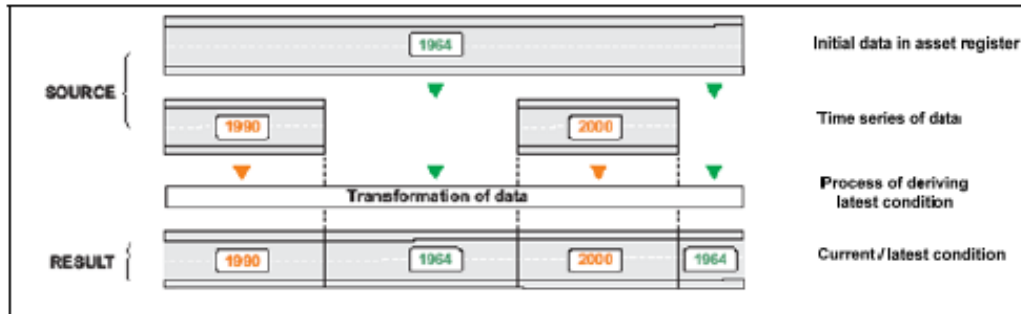 1964
Initial data in asset register
SOURCE
1990
2000
Time series of data
Transformation of data
Process of deriving
latest condition
RESULT
1990
1964
2000
1964
Current/latest condition